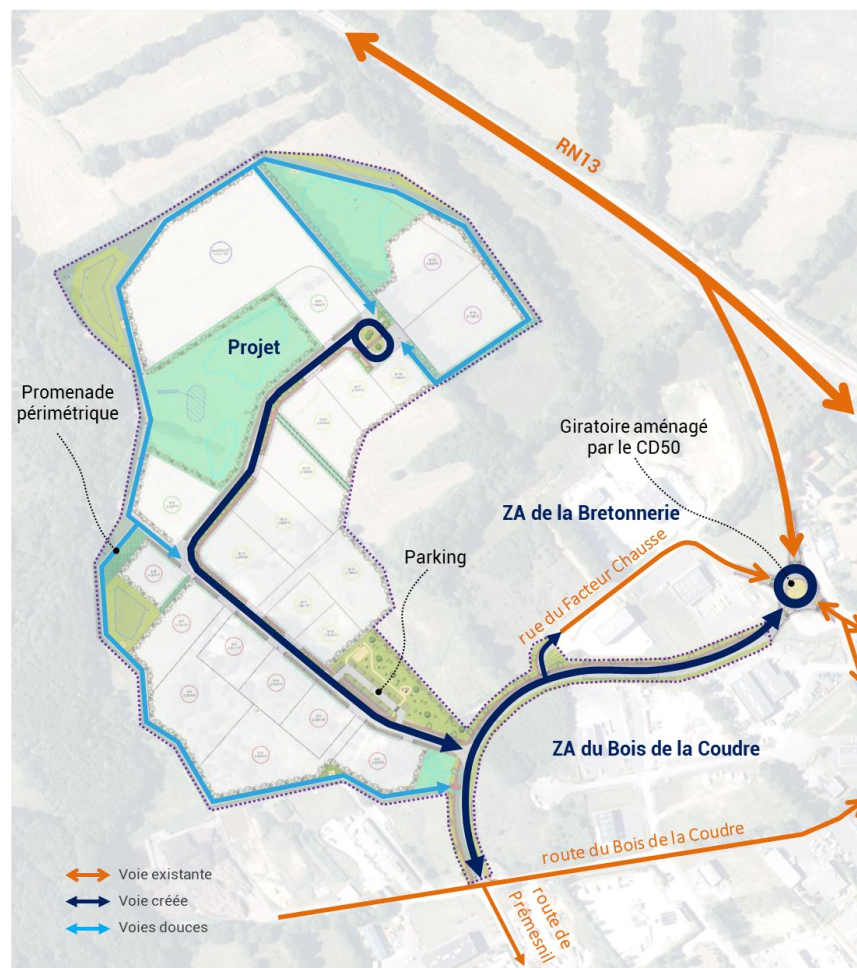 RN13
Projet
Promenade
périmétrique
Giratoire aménagé
par le CD50
ZA de la Bretonnerie
rue du Facteur Chausse
Parking
ZA du Bois de la Coudre
route du Bois de la Coudre
route de
Prémesnil
Voie existante
Voie créée
Voies douces